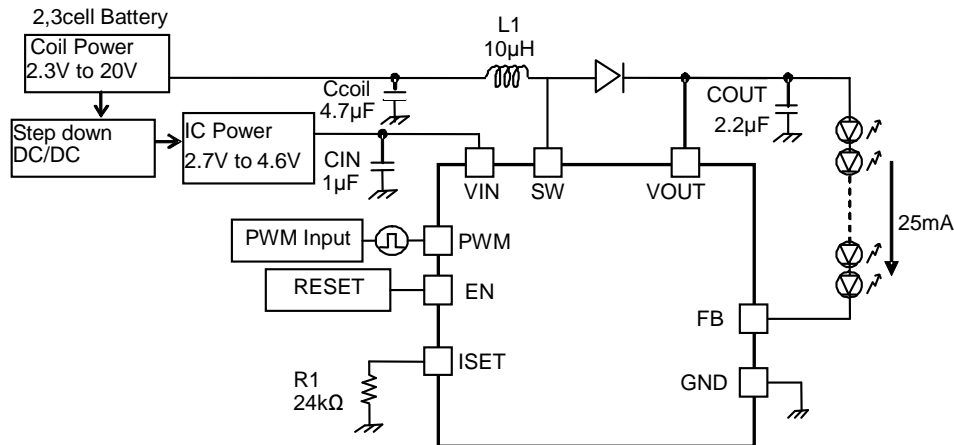 2,3cell Battery
Coil Power
2.3V to 20V
Step down
DC/DC
IC Power
2.7V to 4.6V
Ccoil
4.7µF
CIN
1µF
L1
10µH
COUT
2.2µF
25mA
VIN
SW
VOUT
PWM Input
PWM
RESET
EN
ISET
R1
24kΩ
FB
GND